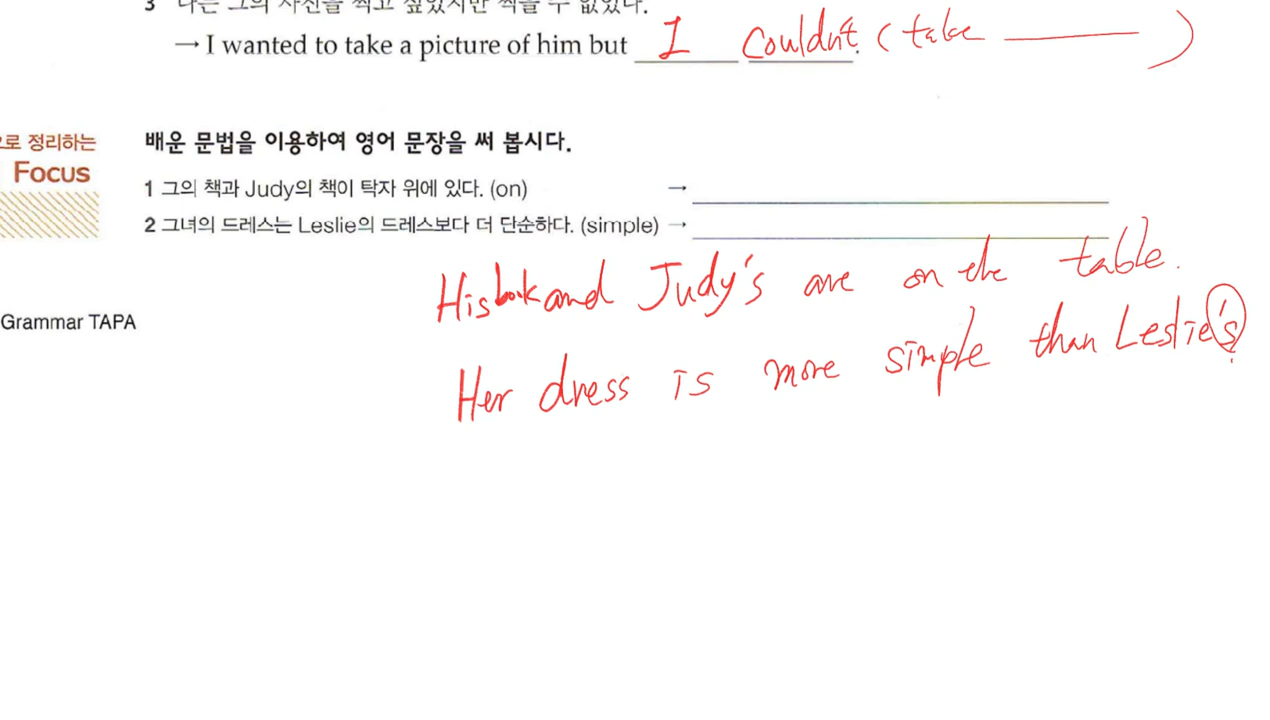 3 나는 그의 사진을 찍고 싶었지만 찍을 수 없었다.
→ I wanted to take a picture of him but I couldn't. (take ———)
으로 정리하는
Focus
배운 문법을 이용하여 영어 문장을 써 봅시다.
1 그의 책과 Judy의 책이 탁자 위에 있다. (on) →
2 그녀의 드레스는 Leslie의 드레스보다 더 단순하다. (simple) →
His book and Judy's are on the table.
Her dress is more simple than Leslie's.
Grammar TAPA